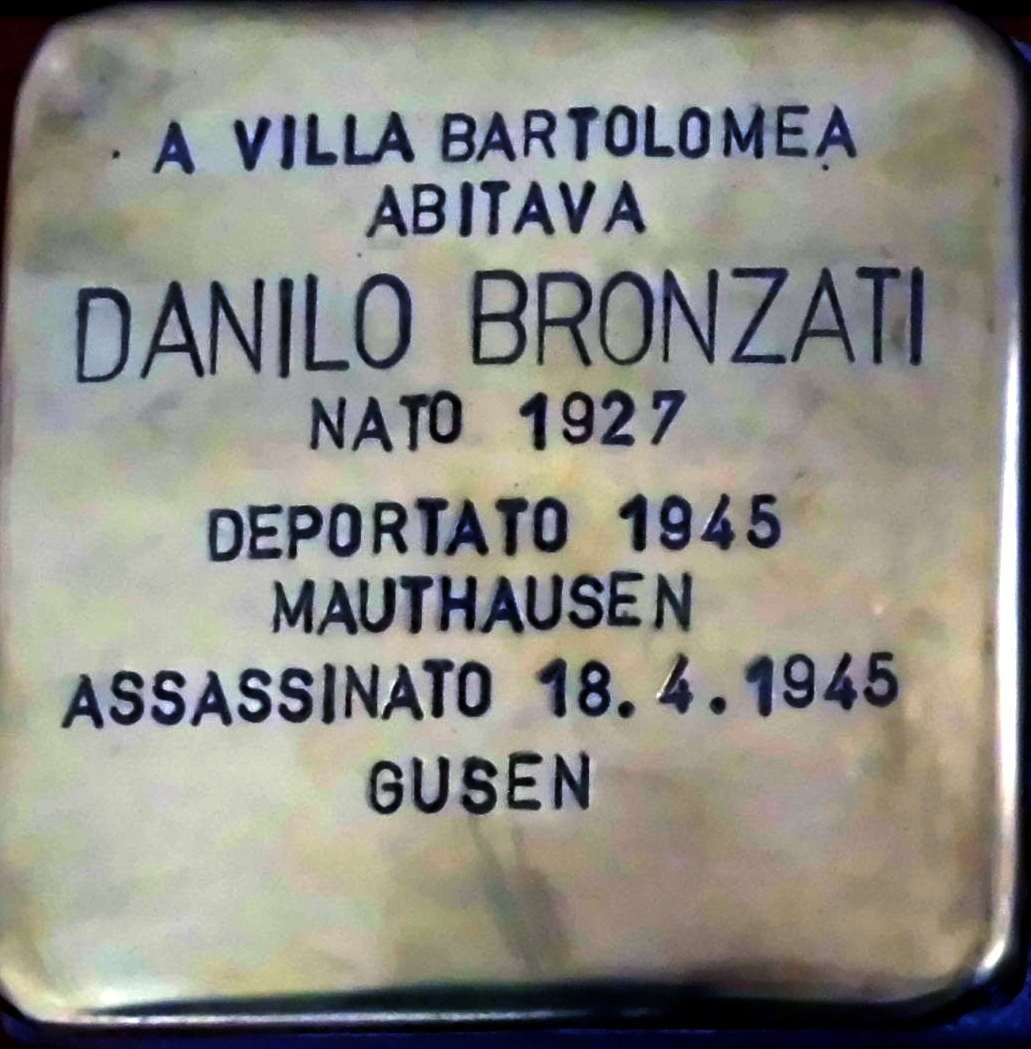 A VILLA BARTOLOMEA
ABITAVA
DANILO BRONZATI
NATO 1927
DEPORTATO 1945
MAUTHAUSEN
ASSASSINATO 18.4.1945
GUSEN